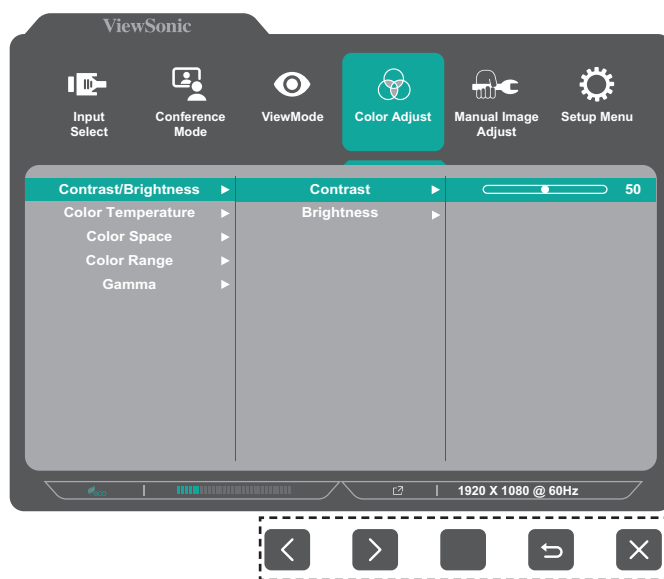 ViewSonic
Input
Select
Conference
Mode
ViewMode
Color Adjust
Manual Image
Adjust
Setup Menu
Contrast/Brightness
Contrast
50
Color Temperature
Brightness
Color Space
Color Range
Gamma
eco
1920 X 1080 @ 60Hz